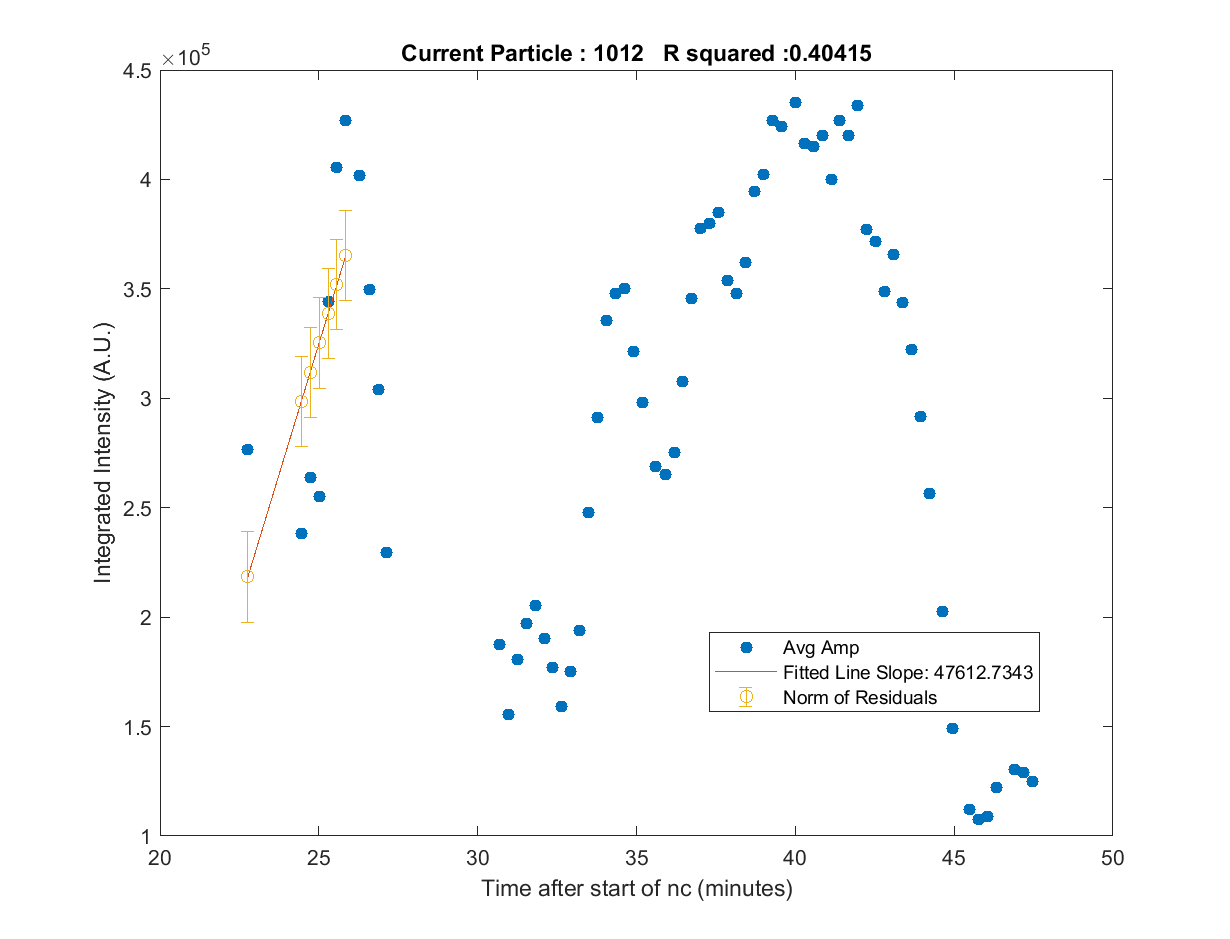 Current Particle : 1012 R squared :0.40415
×10^5
4.5
4
3.5
3
2.5
2
1.5
1
Integrated Intensity (A.U.)
Avg Amp
Fitted Line Slope: 47612.7343
Norm of Residuals
20 25 30 35 40 45 50
Time after start of nc (minutes)